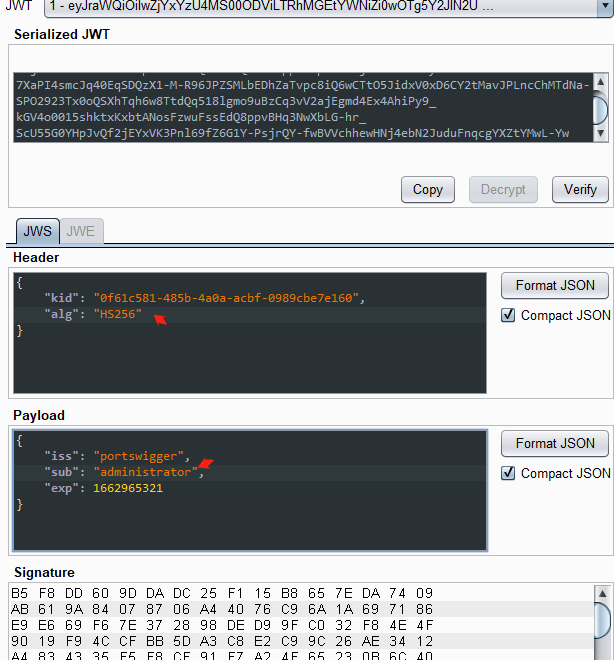 JWT 1 - eyJraWQiOiIwZjYxYzU4MS00ODViLTRhMGEtYWNiZi0wOTg5Y2JlN2U ...
Serialized JWT
7XaPI4smcJq40EqSDQzX1-M-R96JPZSMLbEDhZaTvpc8iQ6wCTtO5JidxV0xD6CY2tMavJPLncChMTdNa-
SPO2923Tx0oQSXhTqh6w8TtdQq518lgmo9uBzCq3vV2ajEgmd4Ex4AhiPy9_
kGV4o0015shktxKxbtANosFzwuFssEdQ8ppvBHq3NwXbLG-hr_
ScU55G0YHpJvQf2jEYxVK3Pnl69fZ6G1Y-PsjrQY-fwBVVchhewHNj4ebN2JuduFnqcgYXZtYMwL-Yw
Copy Decrypt Verify
JWS JWE
Header
{
"kid": "0f61c581-485b-4a0a-acbf-0989cbe7e160",
"alg": "HS256"
}
Format JSON
Compact JSON
Payload
{
"iss": "portswigger",
"sub": "administrator",
"exp": 1662965321
}
Format JSON
Compact JSON
Signature
B5 F8 DD 60 9D DA DC 25 F1 15 B8 65 7E DA 74 09
AB 61 9A 84 07 87 06 A4 40 76 C9 6A 1A 69 71 86
E9 E6 69 F6 7E 37 28 98 DE D9 9F C0 32 F8 4E 4F
90 19 F9 4C CF BB 5D A3 C8 E2 C9 9C 26 AE 34 12
A4 83 43 35 F5 F8 CF 91 F7 A2 4F 65 23 0B 6C 40